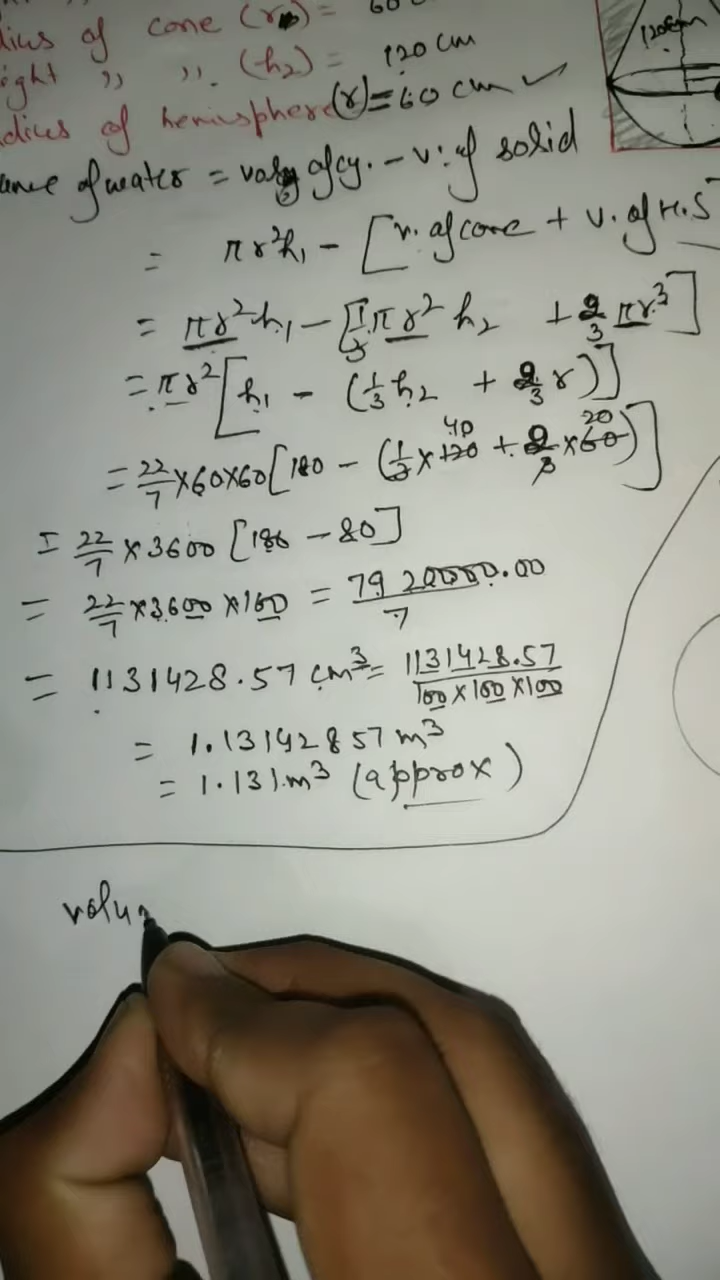 dius of cone (r) = 60 c
ight ,, ,, (h₂) = 120 cm
120cm
dius of hemisphere (r) = 60 cm ✓
of water = of cy. - v. of solid
= πr²h₁ - [v. of cone + v. of H.S
= πr²h₁ - [1/3 πr² h₂ + 2/3 πr³]
= πr² [h₁ - (1/3 h₂ + 2/3 r)]
= 22/7 × 60 × 60 [180 - (1/3 × 120 40 + 2/3 × 60 20)]
= 22/7 × 3600 [180 - 80]
= 22/7 × 3600 × 100 = 7920000.00/7
= 1131428.57 cm³ = 1131428.57/100 × 100 × 100
= 1.13142857 m³
= 1.131 m³ (approx)
volu